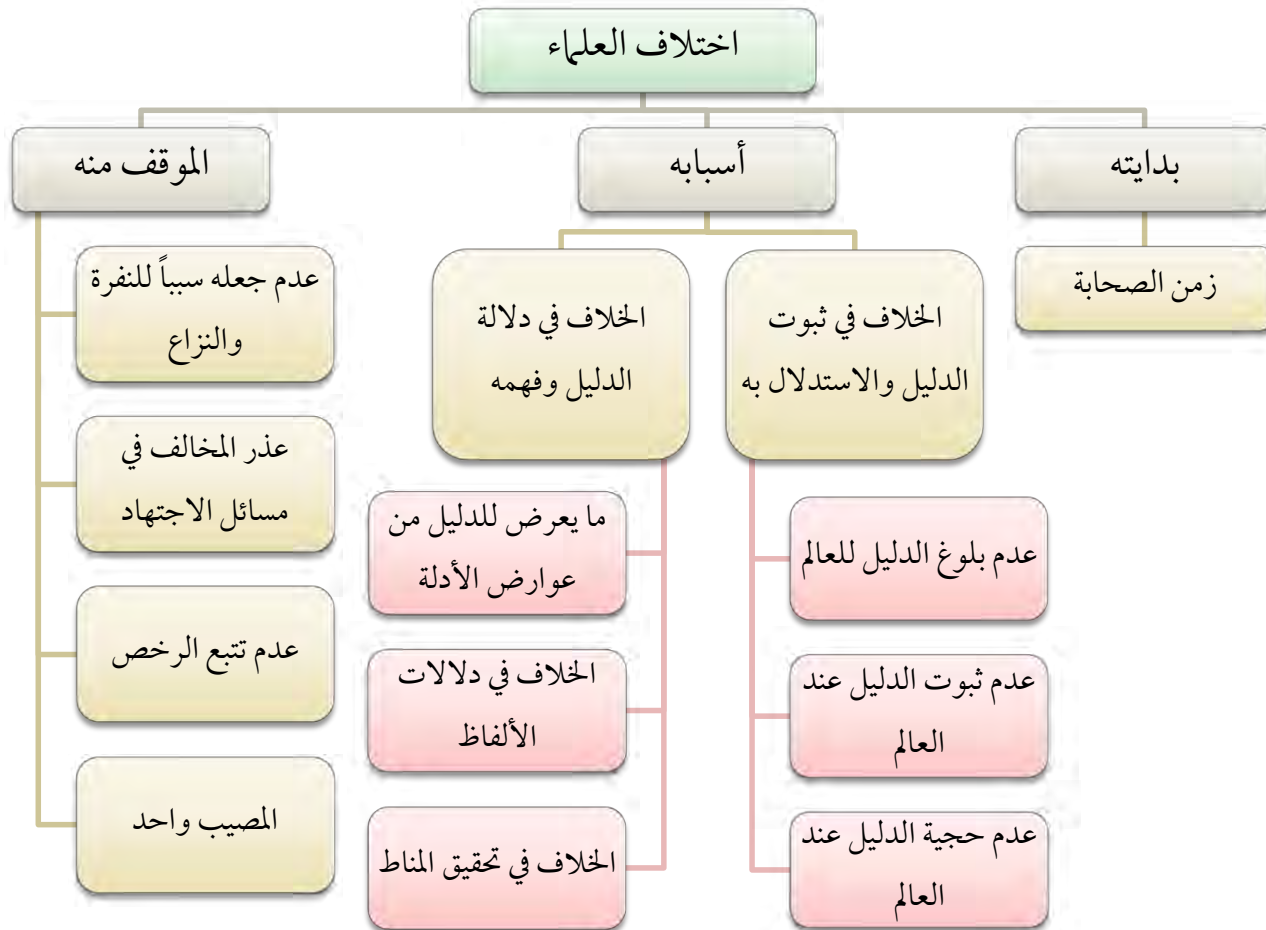 اختلاف العلماء
بدايته
أسبابه
الموقف منه
زمن الصحابة
الخلاف في ثبوت
الدليل والاستدلال به
الخلاف في دلالة
الدليل وفهمه
عدم بلوغ الدليل للعالم
عدم ثبوت الدليل عند
العالم
عدم حجية الدليل عند
العالم
ما يعرض للدليل من
عوارض الأدلة
الخلاف في دلالات
الألفاظ
الخلاف في تحقيق المناط
عدم جعله سبباً للنفرة
والنزاع
عذر المخالف في
مسائل الاجتهاد
عدم تتبع الرخص
المصيب واحد